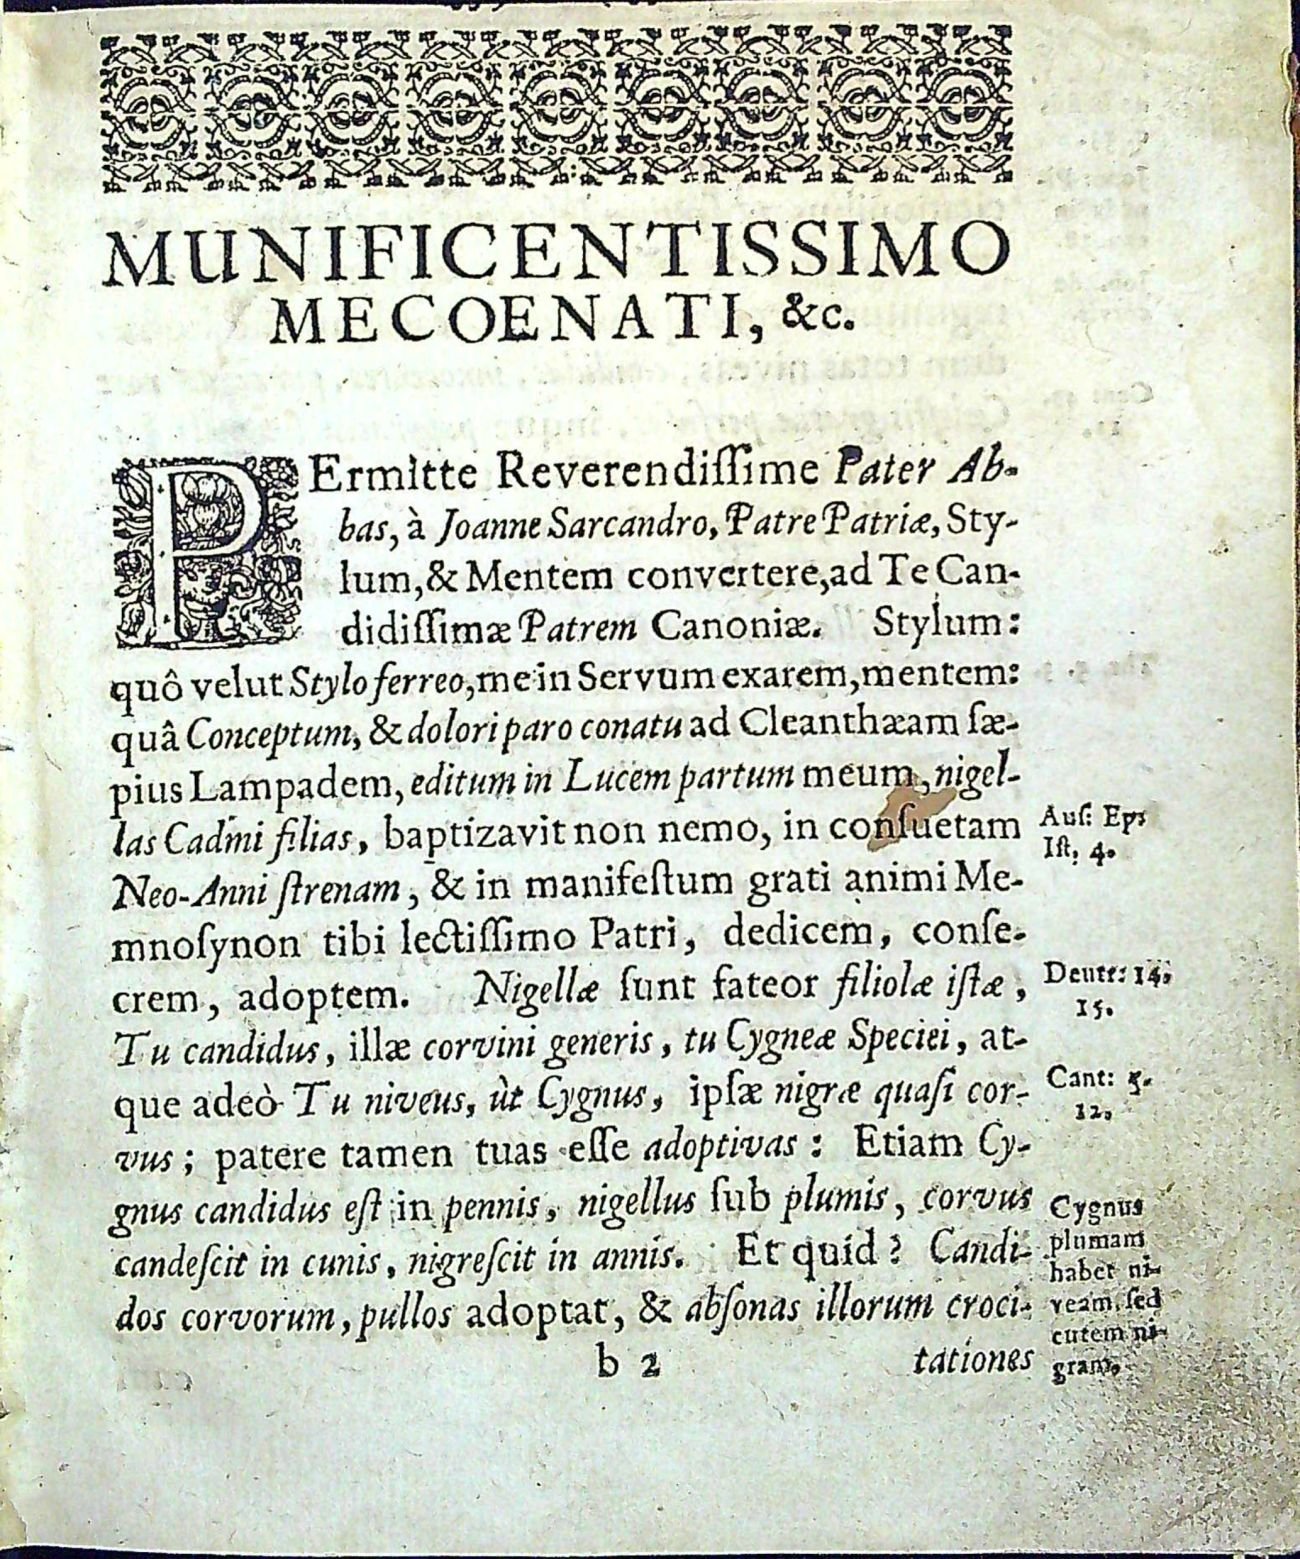 MUNIFICENTISSIMO
MECOENATI, &c.
PErmitte Reverendiſſime Pater Ab-
bas, à Joanne Sarcandro, Patre Patriæ, Sty-
lum, & Mentem convertere, ad Te Can-
didiſſimæ Patrem Canoniæ. Stylum:
quô velut Stylo ferreo, me in Servum exarem, mentem:
quâ Conceptum, & dolori paro conatu ad Cleanthæam ſæ-
pius Lampadem, editum in Lucem partum meum, nigel-
las Cadmi filias, baptizavit non nemo, in conſuetam
Auſ: Epi
Iſt, 4.
Neo-Anni ſtrenam, & in manifeſtum grati animi Me-
mnoſynon tibi lectiſſimo Patri, dedicem, conſe-
crem, adoptem. Nigellæ ſunt fateor filiolæ iſtæ,
Deutr: 14.
15.
Tu candidus, illæ corvini generis, tu Cygneæ Speciei, at-
que adeò Tu niveus, ùt Cygnus, ipſæ nigræ quaſi cor-
Cant: 5.
12.
vus; patere tamen tuas eſſe adoptivas: Etiam Cy-
gnus candidus eſt in pennis, nigellus ſub plumis, corvus
candeſcit in cunis, nigreſcit in annis. Et quid? Candi-
dos corvorum, pullos adoptat, & abſonas illorum croci-
Cygnus
plumam
habet ni-
veam, ſed
cutem ni-
gram.
b 2
tationes